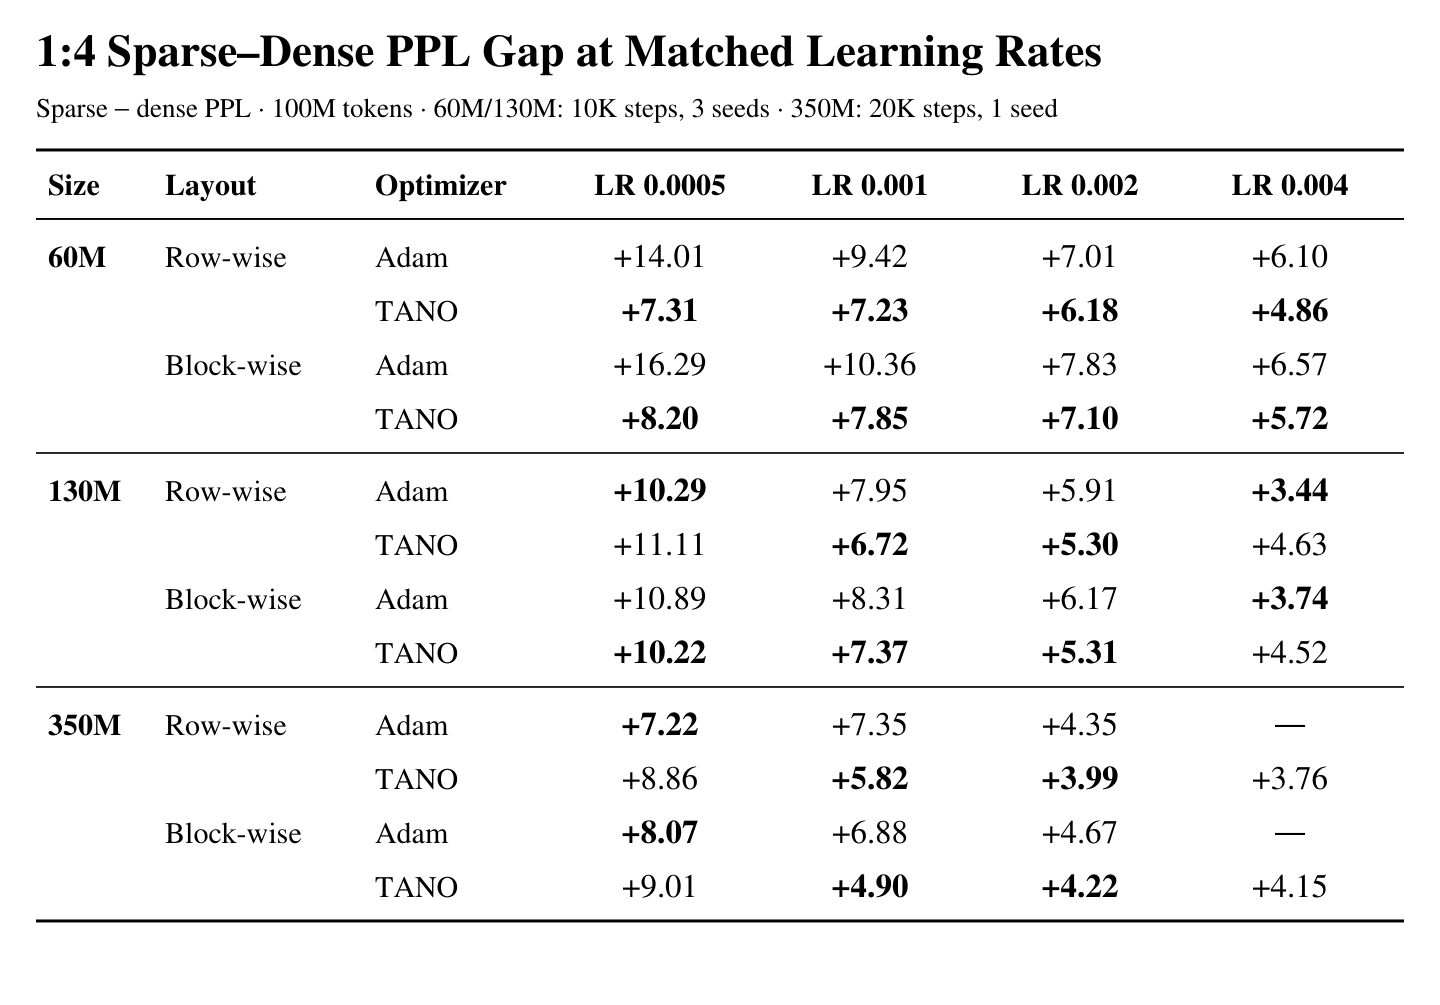 1:4 Sparse–Dense PPL Gap at Matched Learning Rates
Sparse − dense PPL · 100M tokens · 60M/130M: 10K steps, 3 seeds · 350M: 20K steps, 1 seed
Size Layout Optimizer LR 0.0005 LR 0.001 LR 0.002 LR 0.004
60M Row-wise Adam +14.01 +9.42 +7.01 +6.10
TANO +7.31 +7.23 +6.18 +4.86
Block-wise Adam +16.29 +10.36 +7.83 +6.57
TANO +8.20 +7.85 +7.10 +5.72
130M Row-wise Adam +10.29 +7.95 +5.91 +3.44
TANO +11.11 +6.72 +5.30 +4.63
Block-wise Adam +10.89 +8.31 +6.17 +3.74
TANO +10.22 +7.37 +5.31 +4.52
350M Row-wise Adam +7.22 +7.35 +4.35 —
TANO +8.86 +5.82 +3.99 +3.76
Block-wise Adam +8.07 +6.88 +4.67 —
TANO +9.01 +4.90 +4.22 +4.15